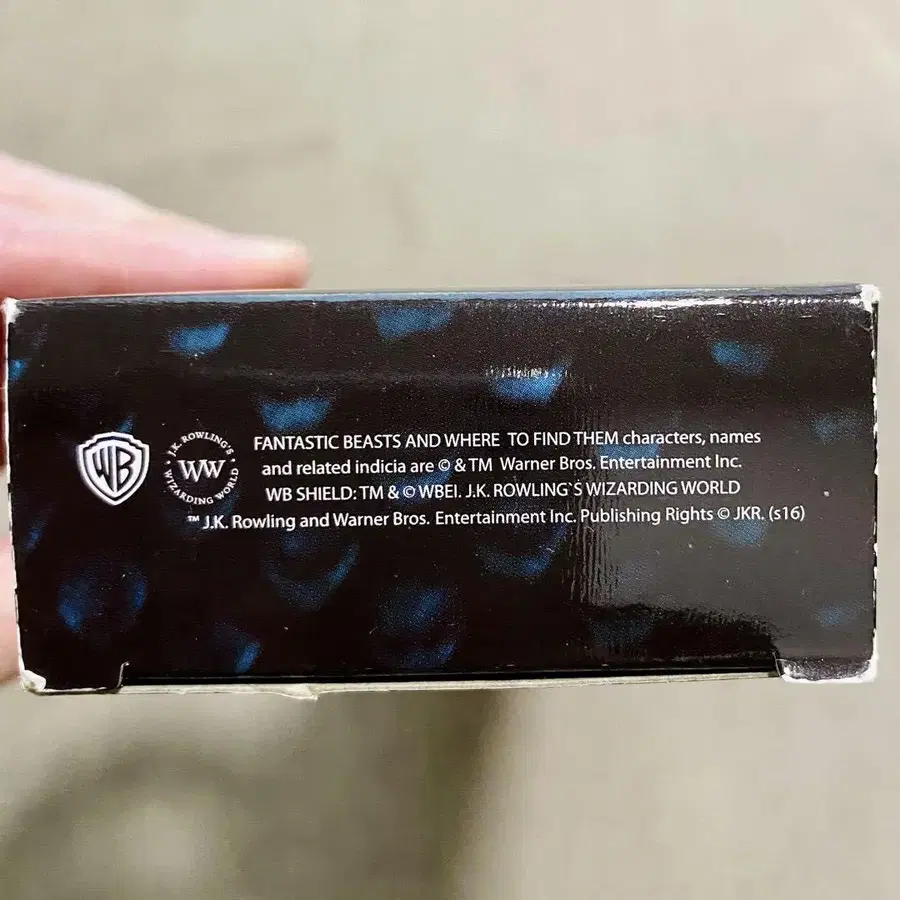 WB
J.K. ROWLING'S
WW
WIZARDING WORLD
FANTASTIC BEASTS AND WHERE TO FIND THEM characters, names
and related indicia are © & TM Warner Bros. Entertainment Inc.
WB SHIELD: TM & © WBEI. J.K. ROWLING`S WIZARDING WORLD
™ J.K. Rowling and Warner Bros. Entertainment Inc. Publishing Rights © JKR. (s16)